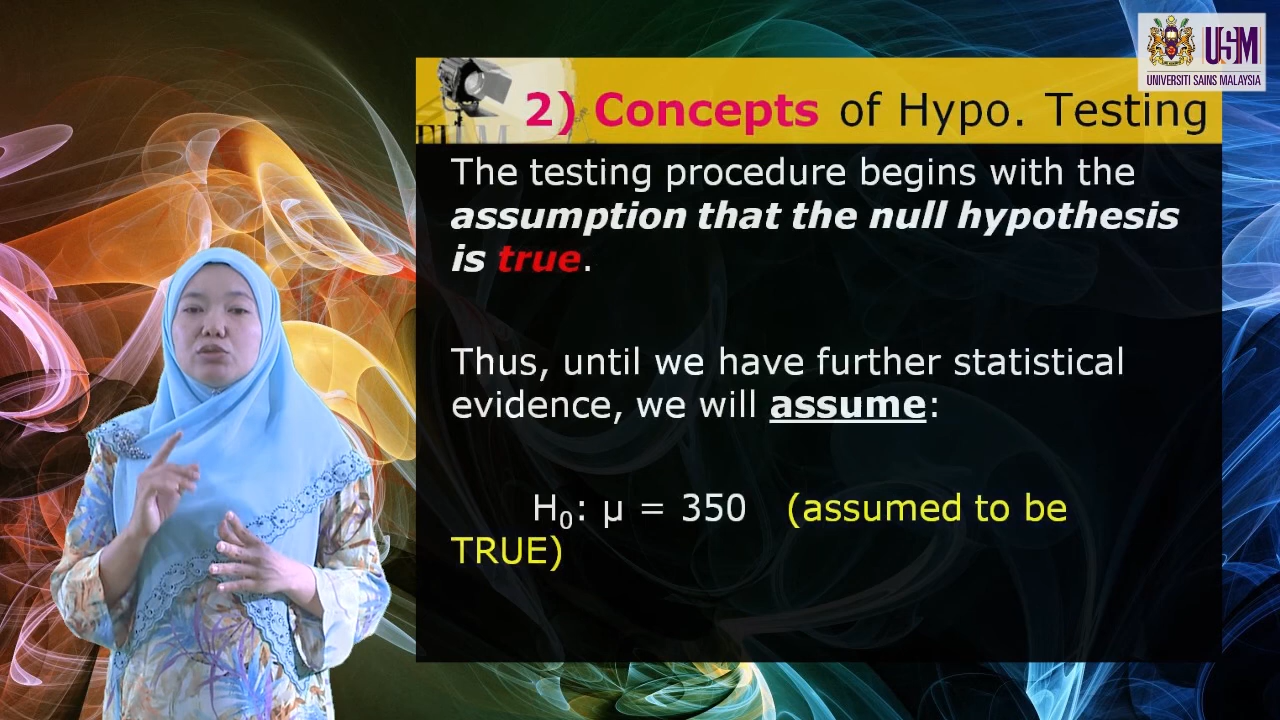 USM
UNIVERSITI SAINS MALAYSIA
2) Concepts of Hypo. Testing
The testing procedure begins with the
assumption that the null hypothesis
is true.
Thus, until we have further statistical
evidence, we will assume:
H₀: μ = 350 (assumed to be
TRUE)